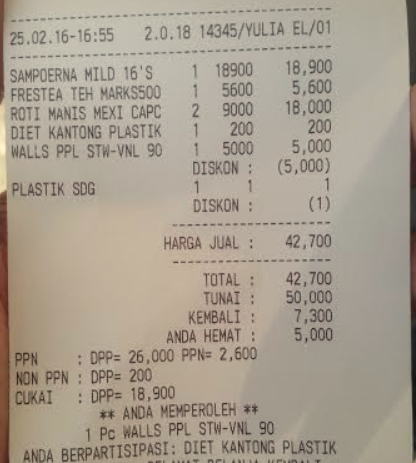 25.02.16-16:55 2.0.18 14345/YULIA EL/01
SAMPOERNA MILD 16'S 1 18900 18,900
FRESTEA TEH MARKS500 1 5600 5,600
ROTI MANIS MEXI CAPC 2 9000 18,000
DIET KANTONG PLASTIK 1 200 200
WALLS PPL STW-VNL 90 1 5000 5,000
DISKON : (5,000)
PLASTIK SDG 1 1 1
DISKON : (1)
HARGA JUAL : 42,700
TOTAL : 42,700
TUNAI : 50,000
KEMBALI : 7,300
ANDA HEMAT : 5,000
PPN : DPP= 26,000 PPN= 2,600
NON PPN : DPP= 200
CUKAI : DPP= 18,900
** ANDA MEMPEROLEH **
1 Pc WALLS PPL STW-VNL 90
ANDA BERPARTISIPASI: DIET KANTONG PLASTIK
SELAMAT BELANJA KEMBALI